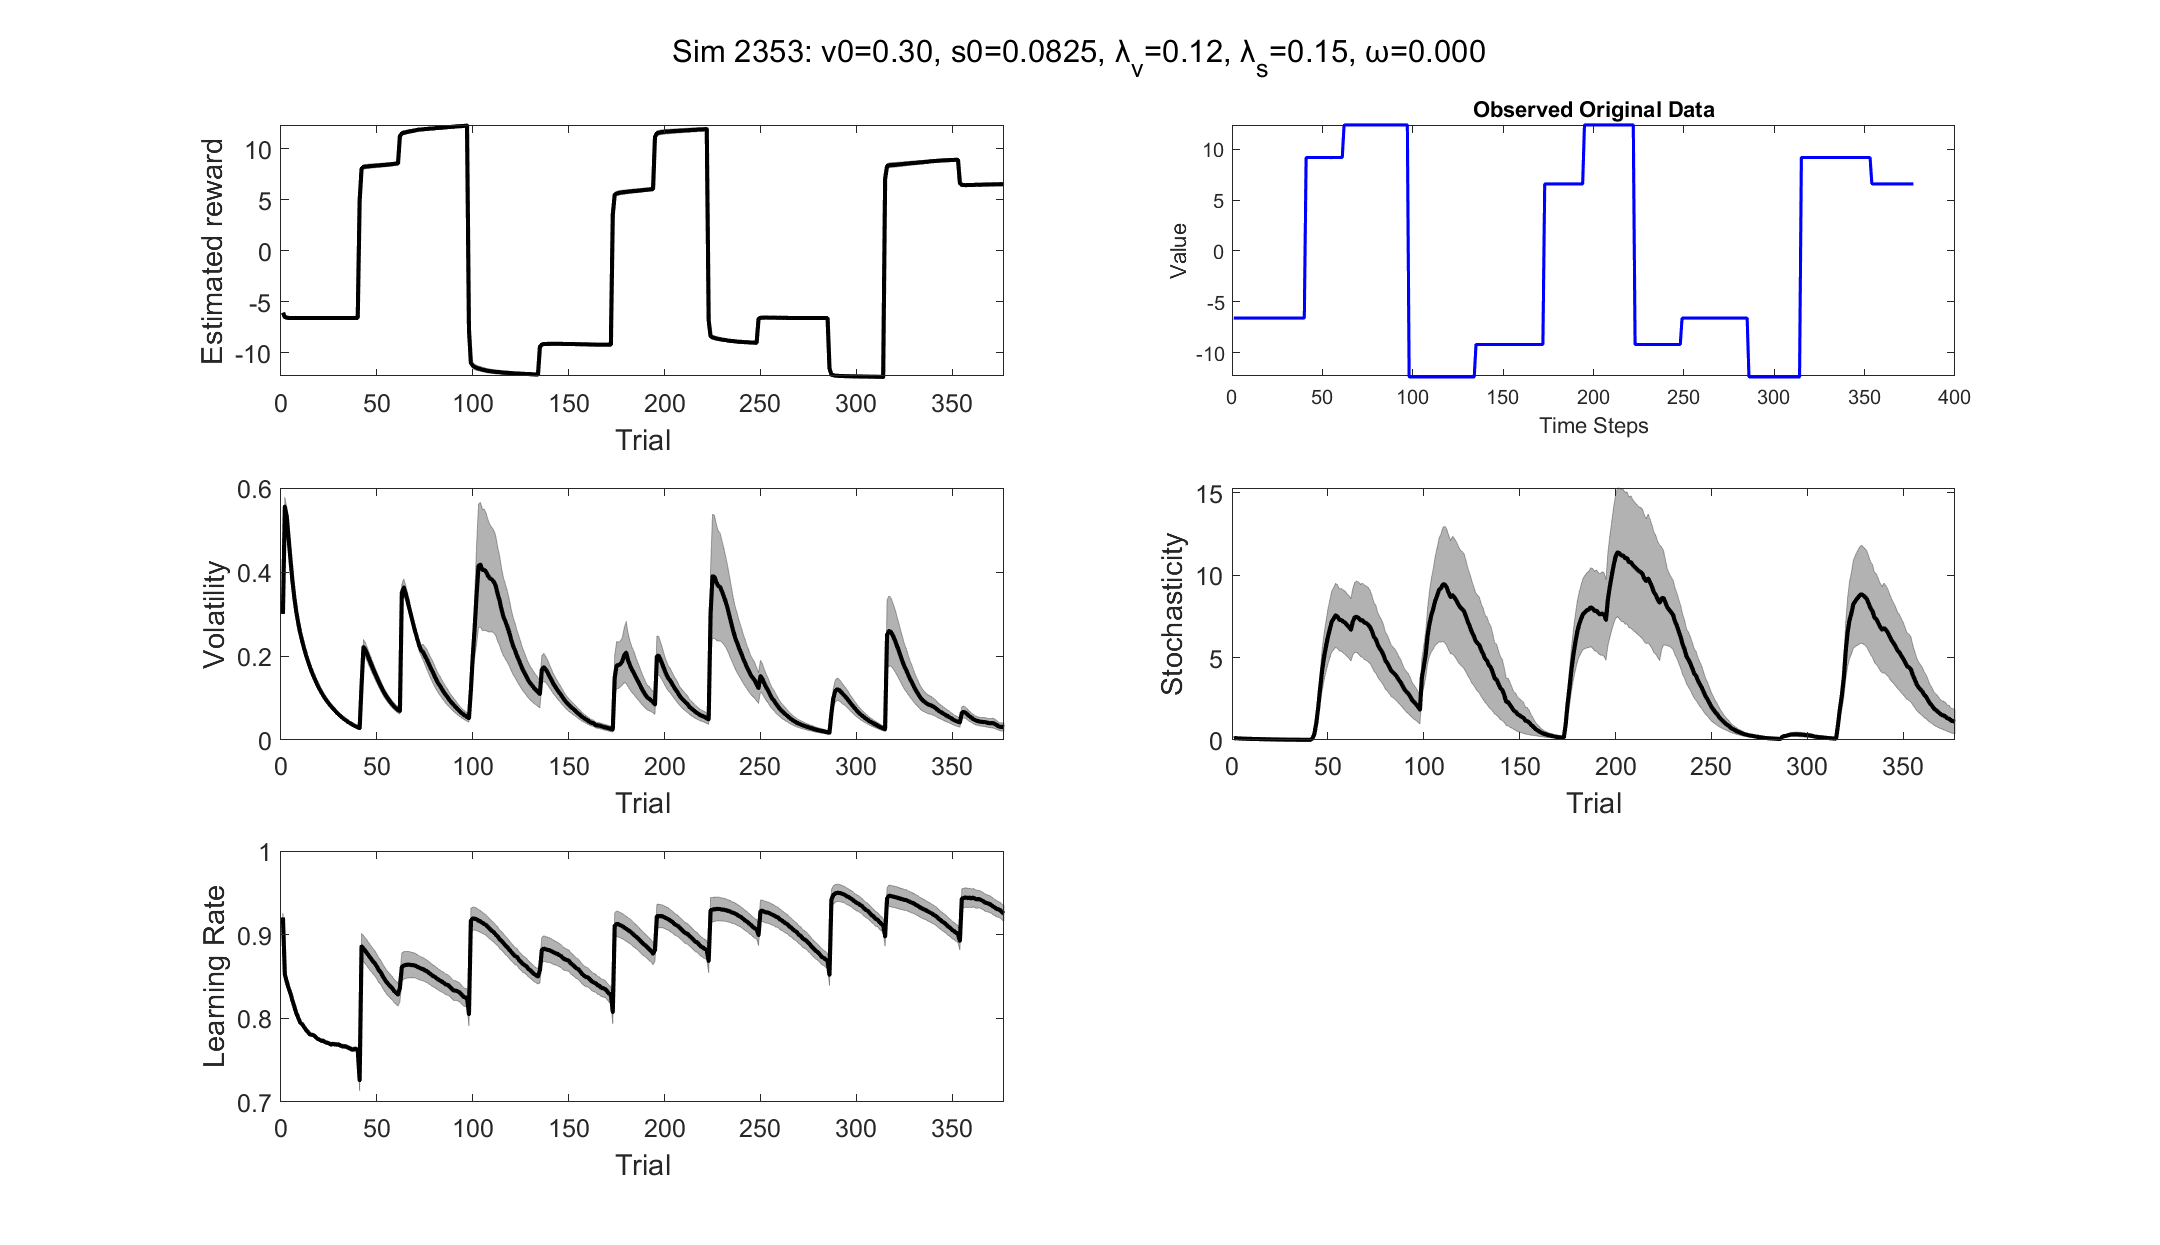 Sim 2353: v0=0.30, s0=0.0825, λ_v=0.12, λ_s=0.15, ω=0.000
Estimated reward
10
5
0
-5
-10
0 50 100 150 200 250 300 350
Trial
Observed Original Data
Value
10
5
0
-5
-10
0 50 100 150 200 250 300 350 400
Time Steps
Volatility
0.6
0.4
0.2
0
0 50 100 150 200 250 300 350
Trial
Stochasticity
15
10
5
0
0 50 100 150 200 250 300 350
Trial
Learning Rate
1
0.9
0.8
0.7
0 50 100 150 200 250 300 350
Trial